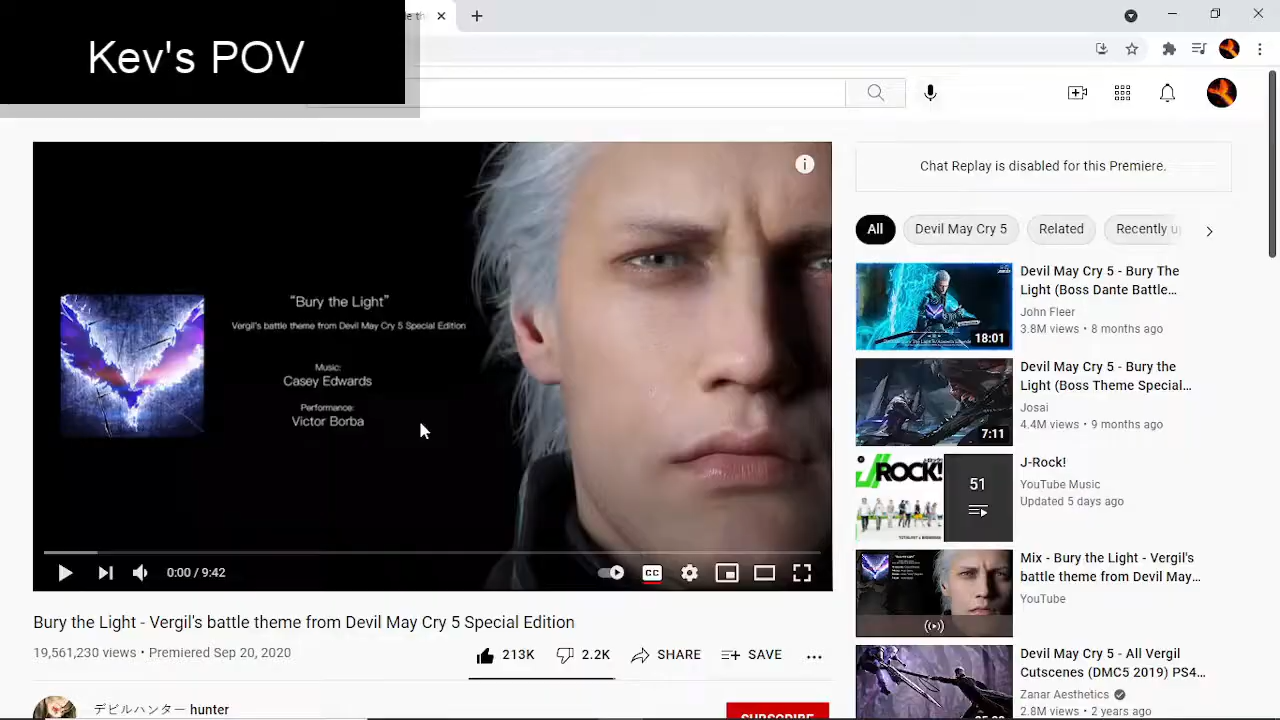 Kev's POV
"Bury the Light"
Vergil's battle theme from Devil May Cry 5 Special Edition
Music:
Casey Edwards
Performance:
Victor Borba
0:00 / 9:42
Bury the Light - Vergil's battle theme from Devil May Cry 5 Special Edition
19,561,230 views • Premiered Sep 20, 2020
213K
2.2K
SHARE
SAVE
デビルハンター hunter
SUBSCRIBE
Chat Replay is disabled for this Premiere.
All
Devil May Cry 5
Related
Recently u
Devil May Cry 5 - Bury The
Light (Boss Dante Battle...
John Fleer
3.8M views • 8 months ago
18:01
Devil May Cry 5 - Bury the
Light (Boss Theme Special...
Josai
4.4M views • 9 months ago
7:11
J-ROCK!
51
J-Rock!
YouTube Music
Updated 5 days ago
Mix - Bury the Light - Vergil's
battle theme from Devil May...
YouTube
Devil May Cry 5 - All Vergil
Cutscenes (DMC5 2019) PS4...
Zanar Aesthetics
2.8M views • 2 years ago